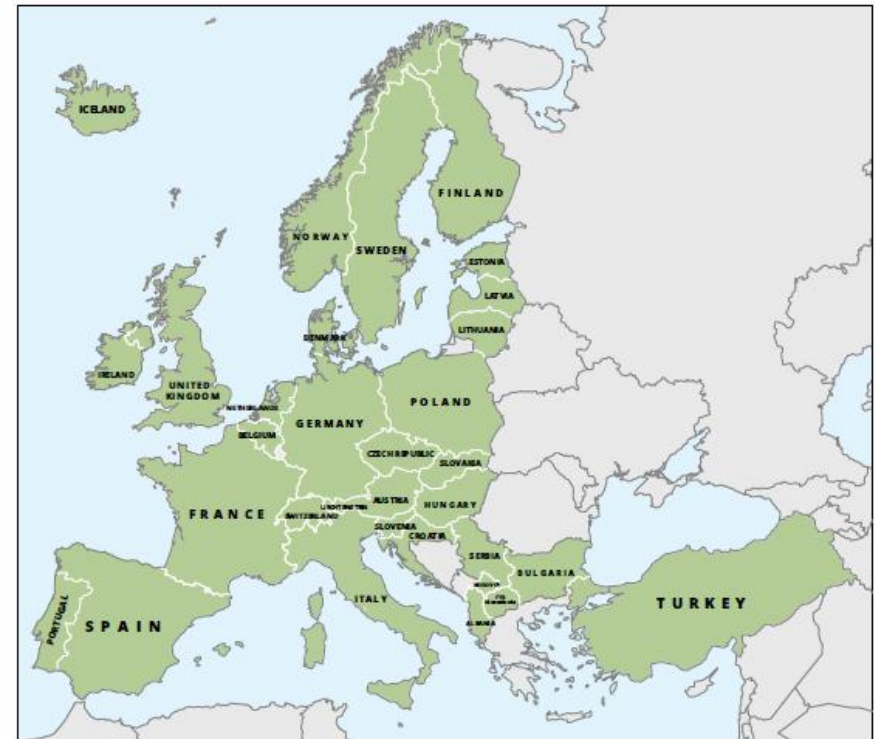 ICELAND
FINLAND
NORWAY
SWEDEN
ESTONIA
LATVIA
LITHUANIA
DENMARK
IRELAND
UNITED
KINGDOM
NETHERLANDS
BELGIUM
GERMANY
POLAND
CZECH REPUBLIC
SLOVAKIA
FRANCE
SWITZERLAND
LIECHTENSTEIN
AUSTRIA
HUNGARY
SLOVENIA
CROATIA
SERBIA
BULGARIA
ITALY
ALBANIA
TURKEY
PORTUGAL
SPAIN